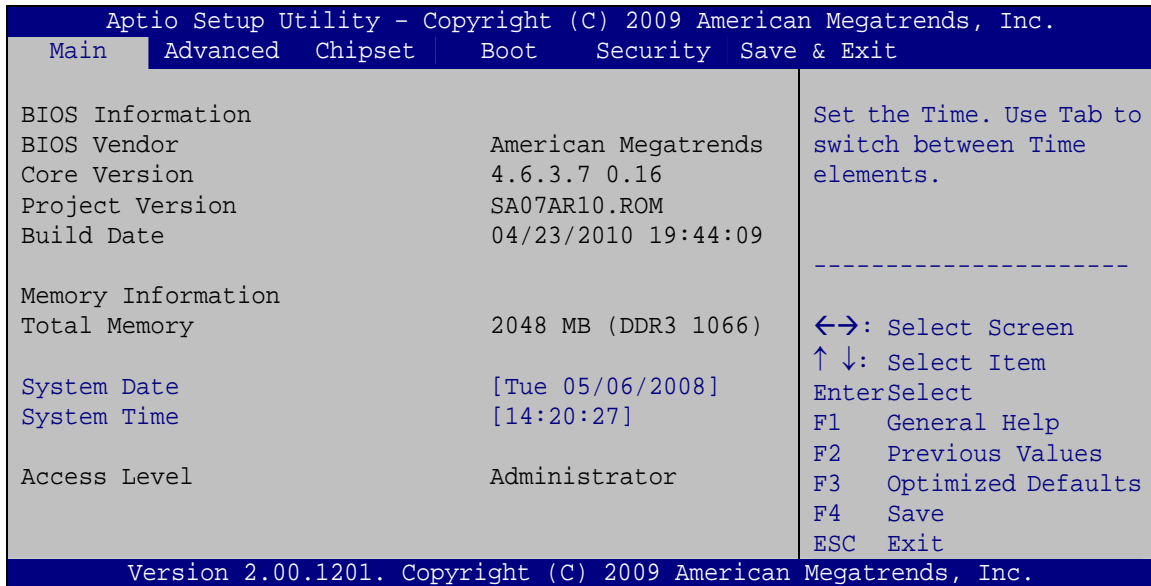 Aptio Setup Utility – Copyright (C) 2009 American Megatrends, Inc.
Main Advanced Chipset Boot Security Save & Exit
BIOS Information
BIOS Vendor American Megatrends
Core Version 4.6.3.7 0.16
Project Version SA07AR10.ROM
Build Date 04/23/2010 19:44:09
Memory Information
Total Memory 2048 MB (DDR3 1066)
System Date [Tue 05/06/2008]
System Time [14:20:27]
Access Level Administrator
Set the Time. Use Tab to
switch between Time
elements.
----------------------
←→: Select Screen
↑ ↓: Select Item
EnterSelect
F1 General Help
F2 Previous Values
F3 Optimized Defaults
F4 Save
ESC Exit
Version 2.00.1201. Copyright (C) 2009 American Megatrends, Inc.